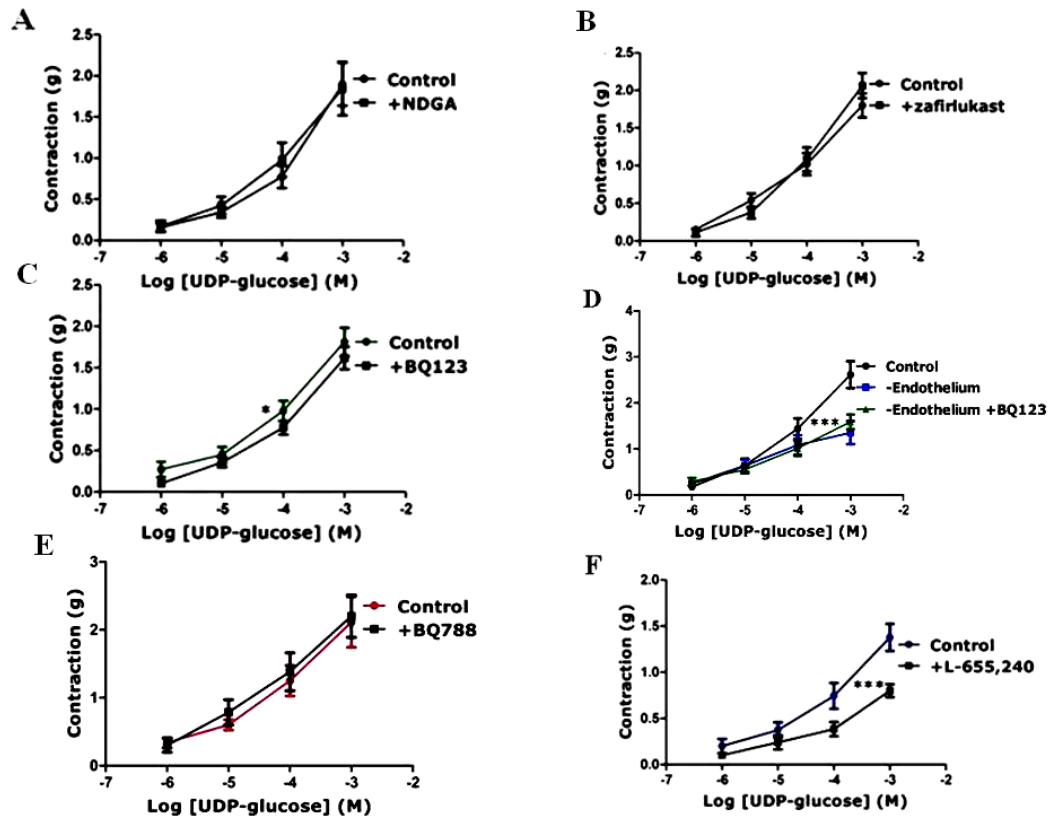 A
Contraction (g)
2.5
2.0
1.5
1.0
0.5
0.0
-7 -6 -5 -4 -3 -2
Log [UDP-glucose] (M)
Control
+NDGA
B
Contraction (g)
2.5
2.0
1.5
1.0
0.5
0.0
-7 -6 -5 -4 -3 -2
Log [UDP-glucose] (M)
Control
+zafirlukast
C
Contraction (g)
2.5
2.0
1.5
1.0
0.5
0.0
-7 -6 -5 -4 -3 -2
Log [UDP-glucose] (M)
*
Control
+BQ123
D
Contraction (g)
4
3
2
1
0
-7 -6 -5 -4 -3 -2
Log [UDP-glucose] (M)
***
Control
-Endothelium
-Endothelium +BQ123
E
Contraction (g)
3
2
1
0
-7 -6 -5 -4 -3 -2
Log [UDP-glucose] (M)
Control
+BQ788
F
Contraction (g)
2.0
1.5
1.0
0.5
0.0
-7 -6 -5 -4 -3 -2
Log [UDP-glucose] (M)
***
Control
+L-655,240